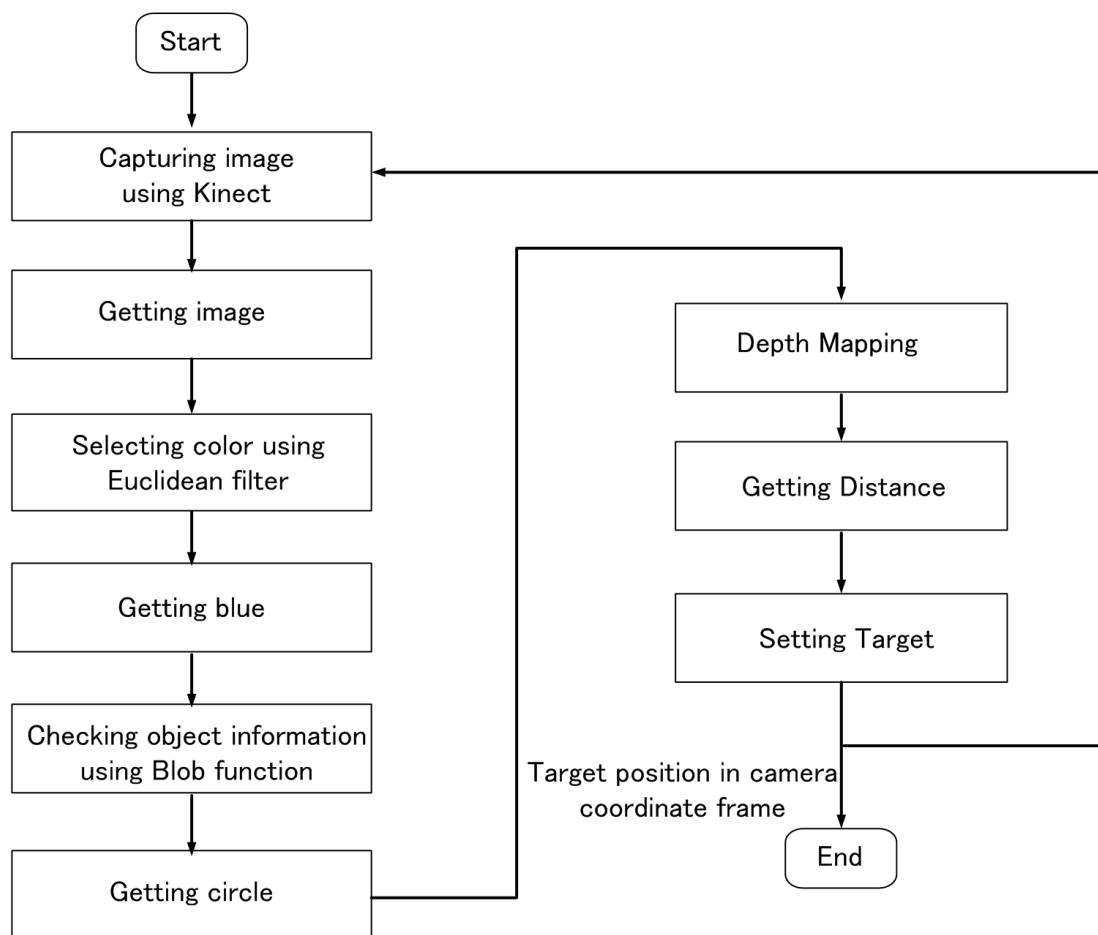 Start
Capturing image
using Kinect
Getting image
Selecting color using
Euclidean filter
Getting blue
Checking object information
using Blob function
Getting circle
Depth Mapping
Getting Distance
Setting Target
Target position in camera
coordinate frame
End